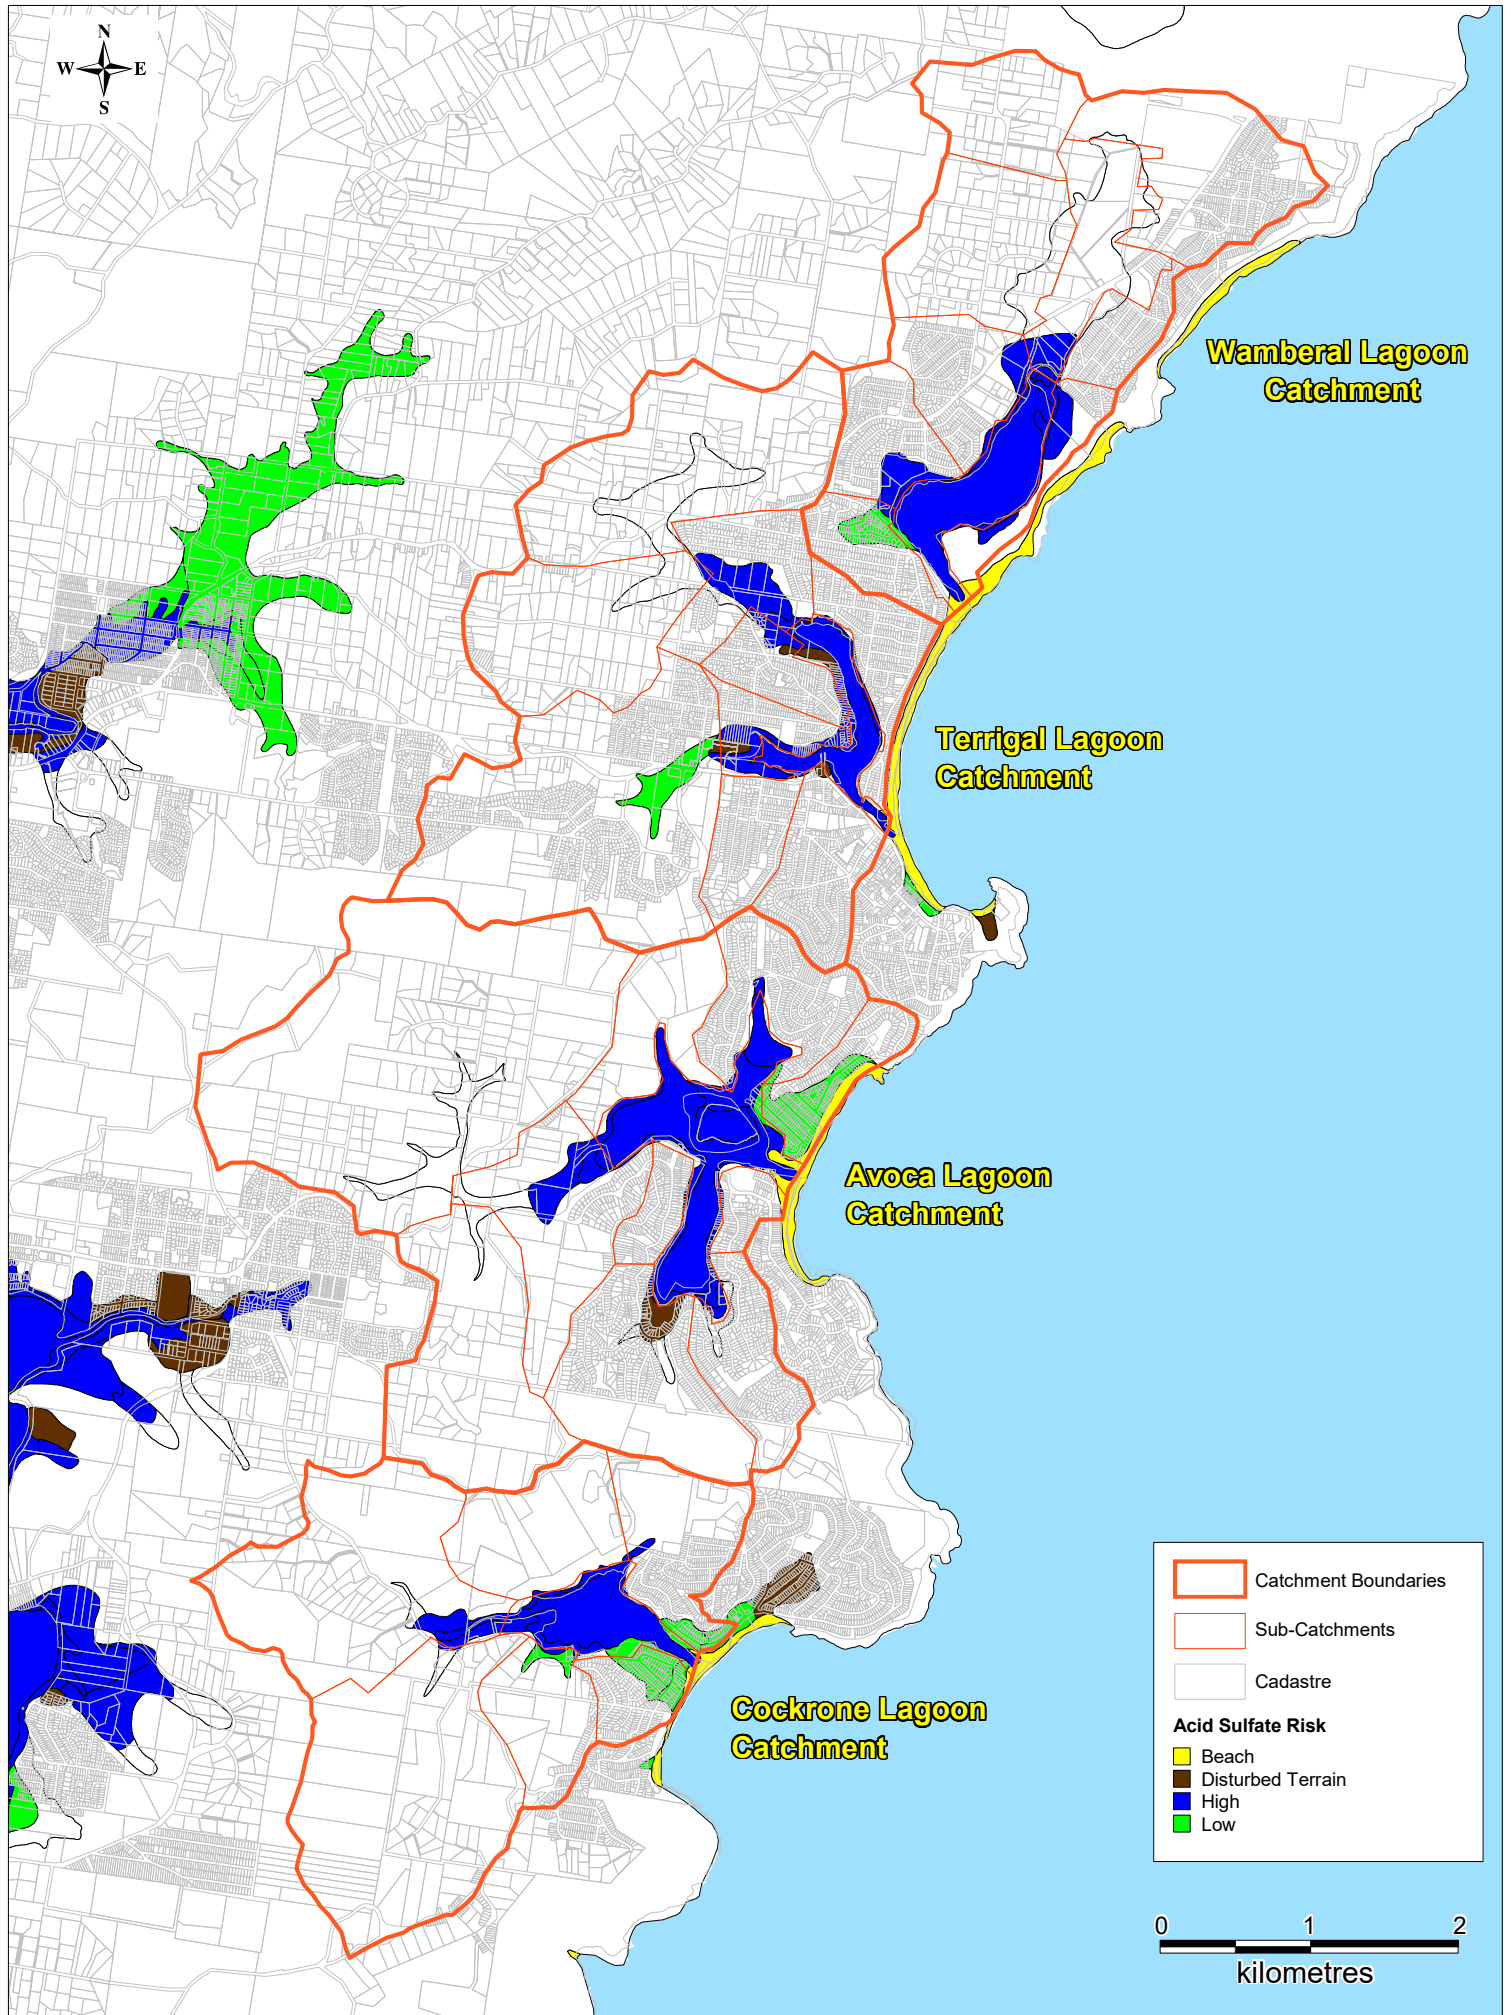 N
W E
S
Wamberal Lagoon
Catchment
Terrigal Lagoon
Catchment
Avoca Lagoon
Catchment
Cockrone Lagoon
Catchment
Catchment Boundaries
Sub-Catchments
Cadastre
Acid Sulfate Risk
Beach
Disturbed Terrain
High
Low
0 1 2
kilometres